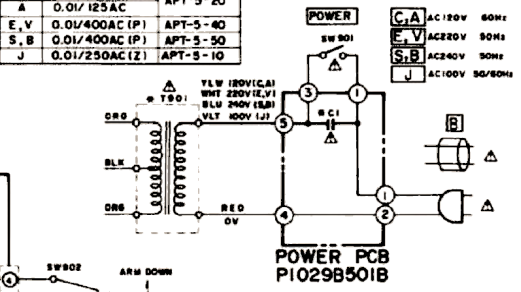 A 0.01/125AC APT-5-20
E, V 0.01/400AC (P) APT-5-40
S, B 0.01/400AC (P) APT-5-50
J 0.01/250AC (Z) APT-5-10
POWER
SW901
C, A AC120V 60Hz
E, V AC220V 50Hz
S, B AC240V 50Hz
J AC100V 50/60Hz
* T901
YLW 120V(C,A)
WHT 220V(E,V)
BLU 240V (S,B)
VLT 100V (J)
ORG
BLK
ORG
RED
0V
3
1
5
* C1
B
1
2
4
POWER PCB
P1029B501B
4
SW902
ARM DOWN